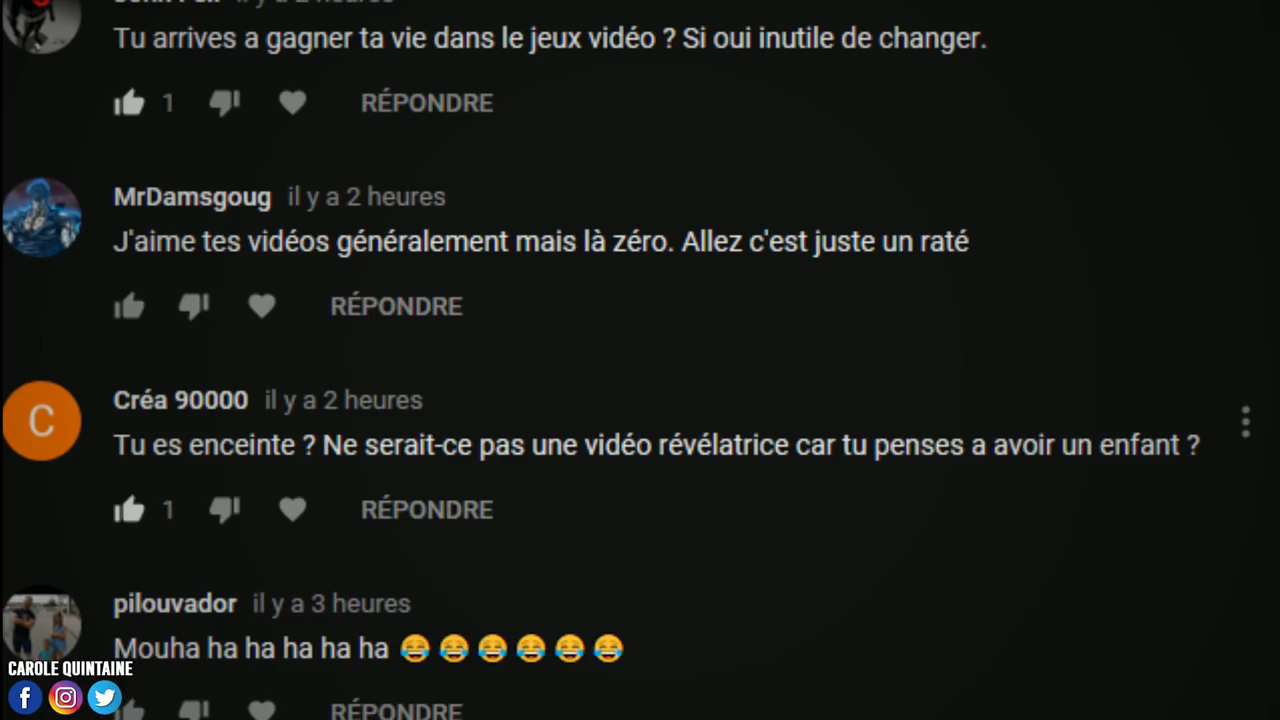 Tu arrives a gagner ta vie dans le jeux vidéo ? Si oui inutile de changer.
1 RÉPONDRE
MrDamsgoug il y a 2 heures
J'aime tes vidéos généralement mais là zéro. Allez c'est juste un raté
RÉPONDRE
C
Créa 90000 il y a 2 heures
Tu es enceinte ? Ne serait-ce pas une vidéo révélatrice car tu penses a avoir un enfant ?
1 RÉPONDRE
pilouvador il y a 3 heures
Mouha ha ha ha ha ha 😂 😂 😂 😂 😂 😂
CAROLE QUINTAINE
RÉPONDRE